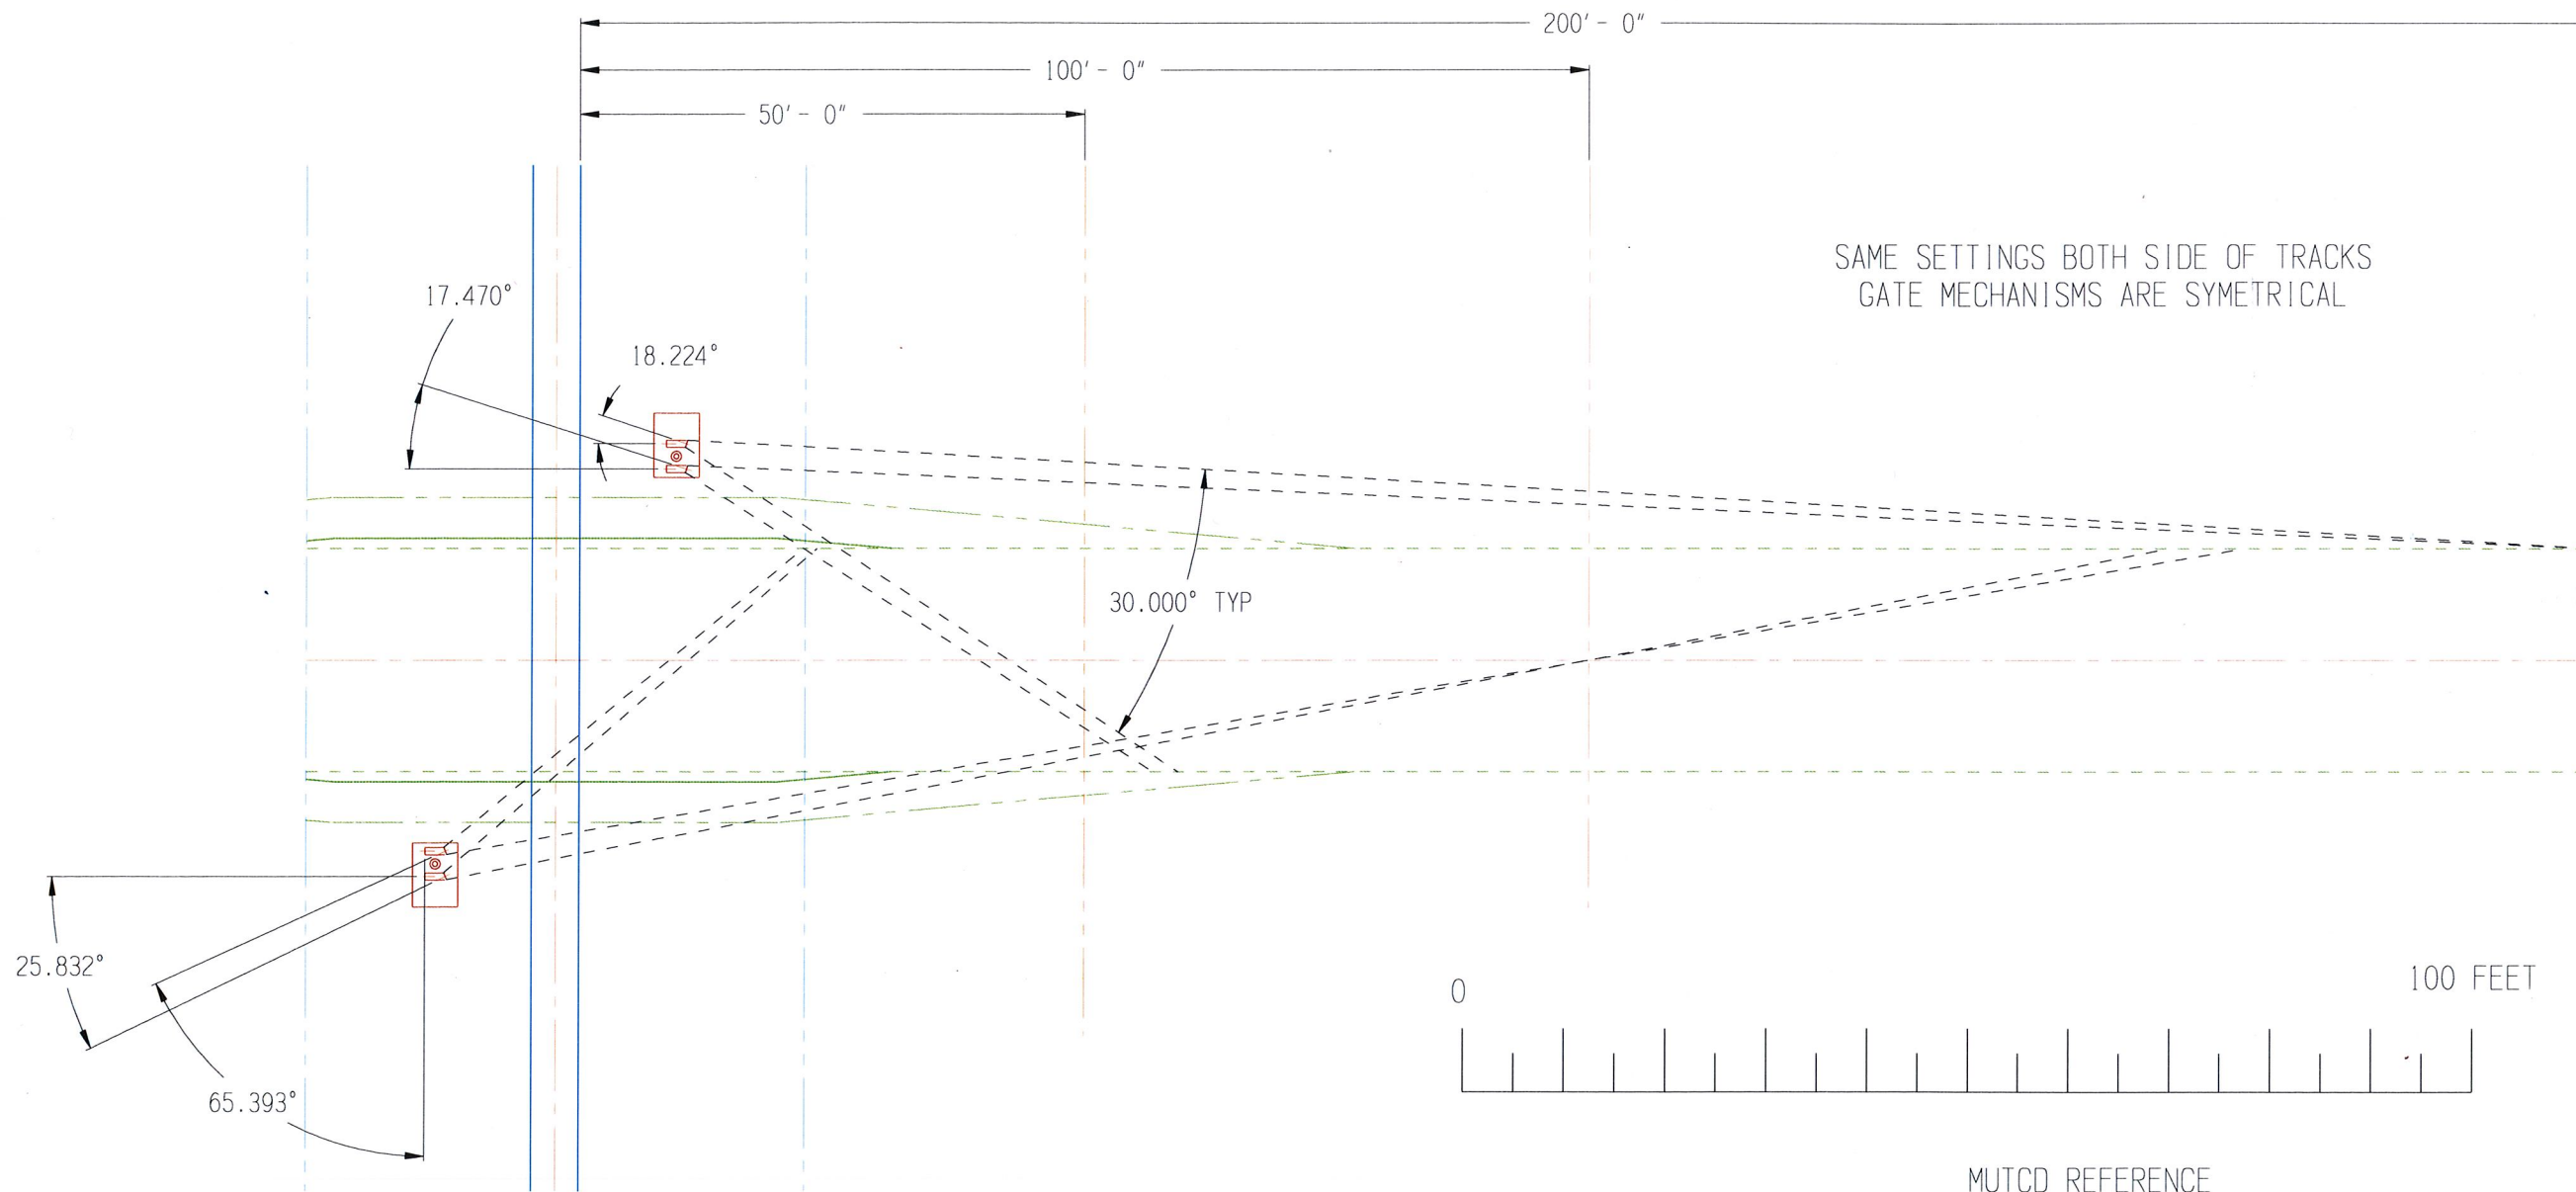 200' - 0"
100' - 0"
50' - 0"
SAME SETTINGS BOTH SIDE OF TRACKS
GATE MECHANISMS ARE SYMETRICAL
17.470°
18.224°
30.000° TYP
25.832°
65.393°
0
100 FEET
MUTCD REFERENCE